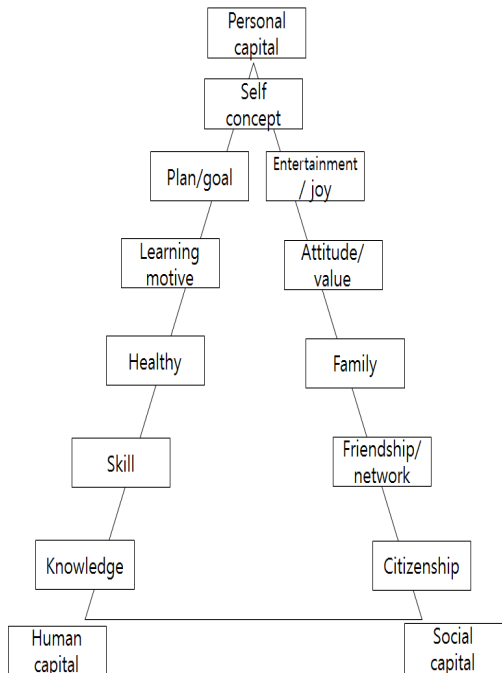 Personal
capital
Self
concept
Plan/goal
Entertainment
/ joy
Learning
motive
Attitude/
value
Healthy
Family
Skill
Friendship/
network
Knowledge
Citizenship
Human
capital
Social
capital